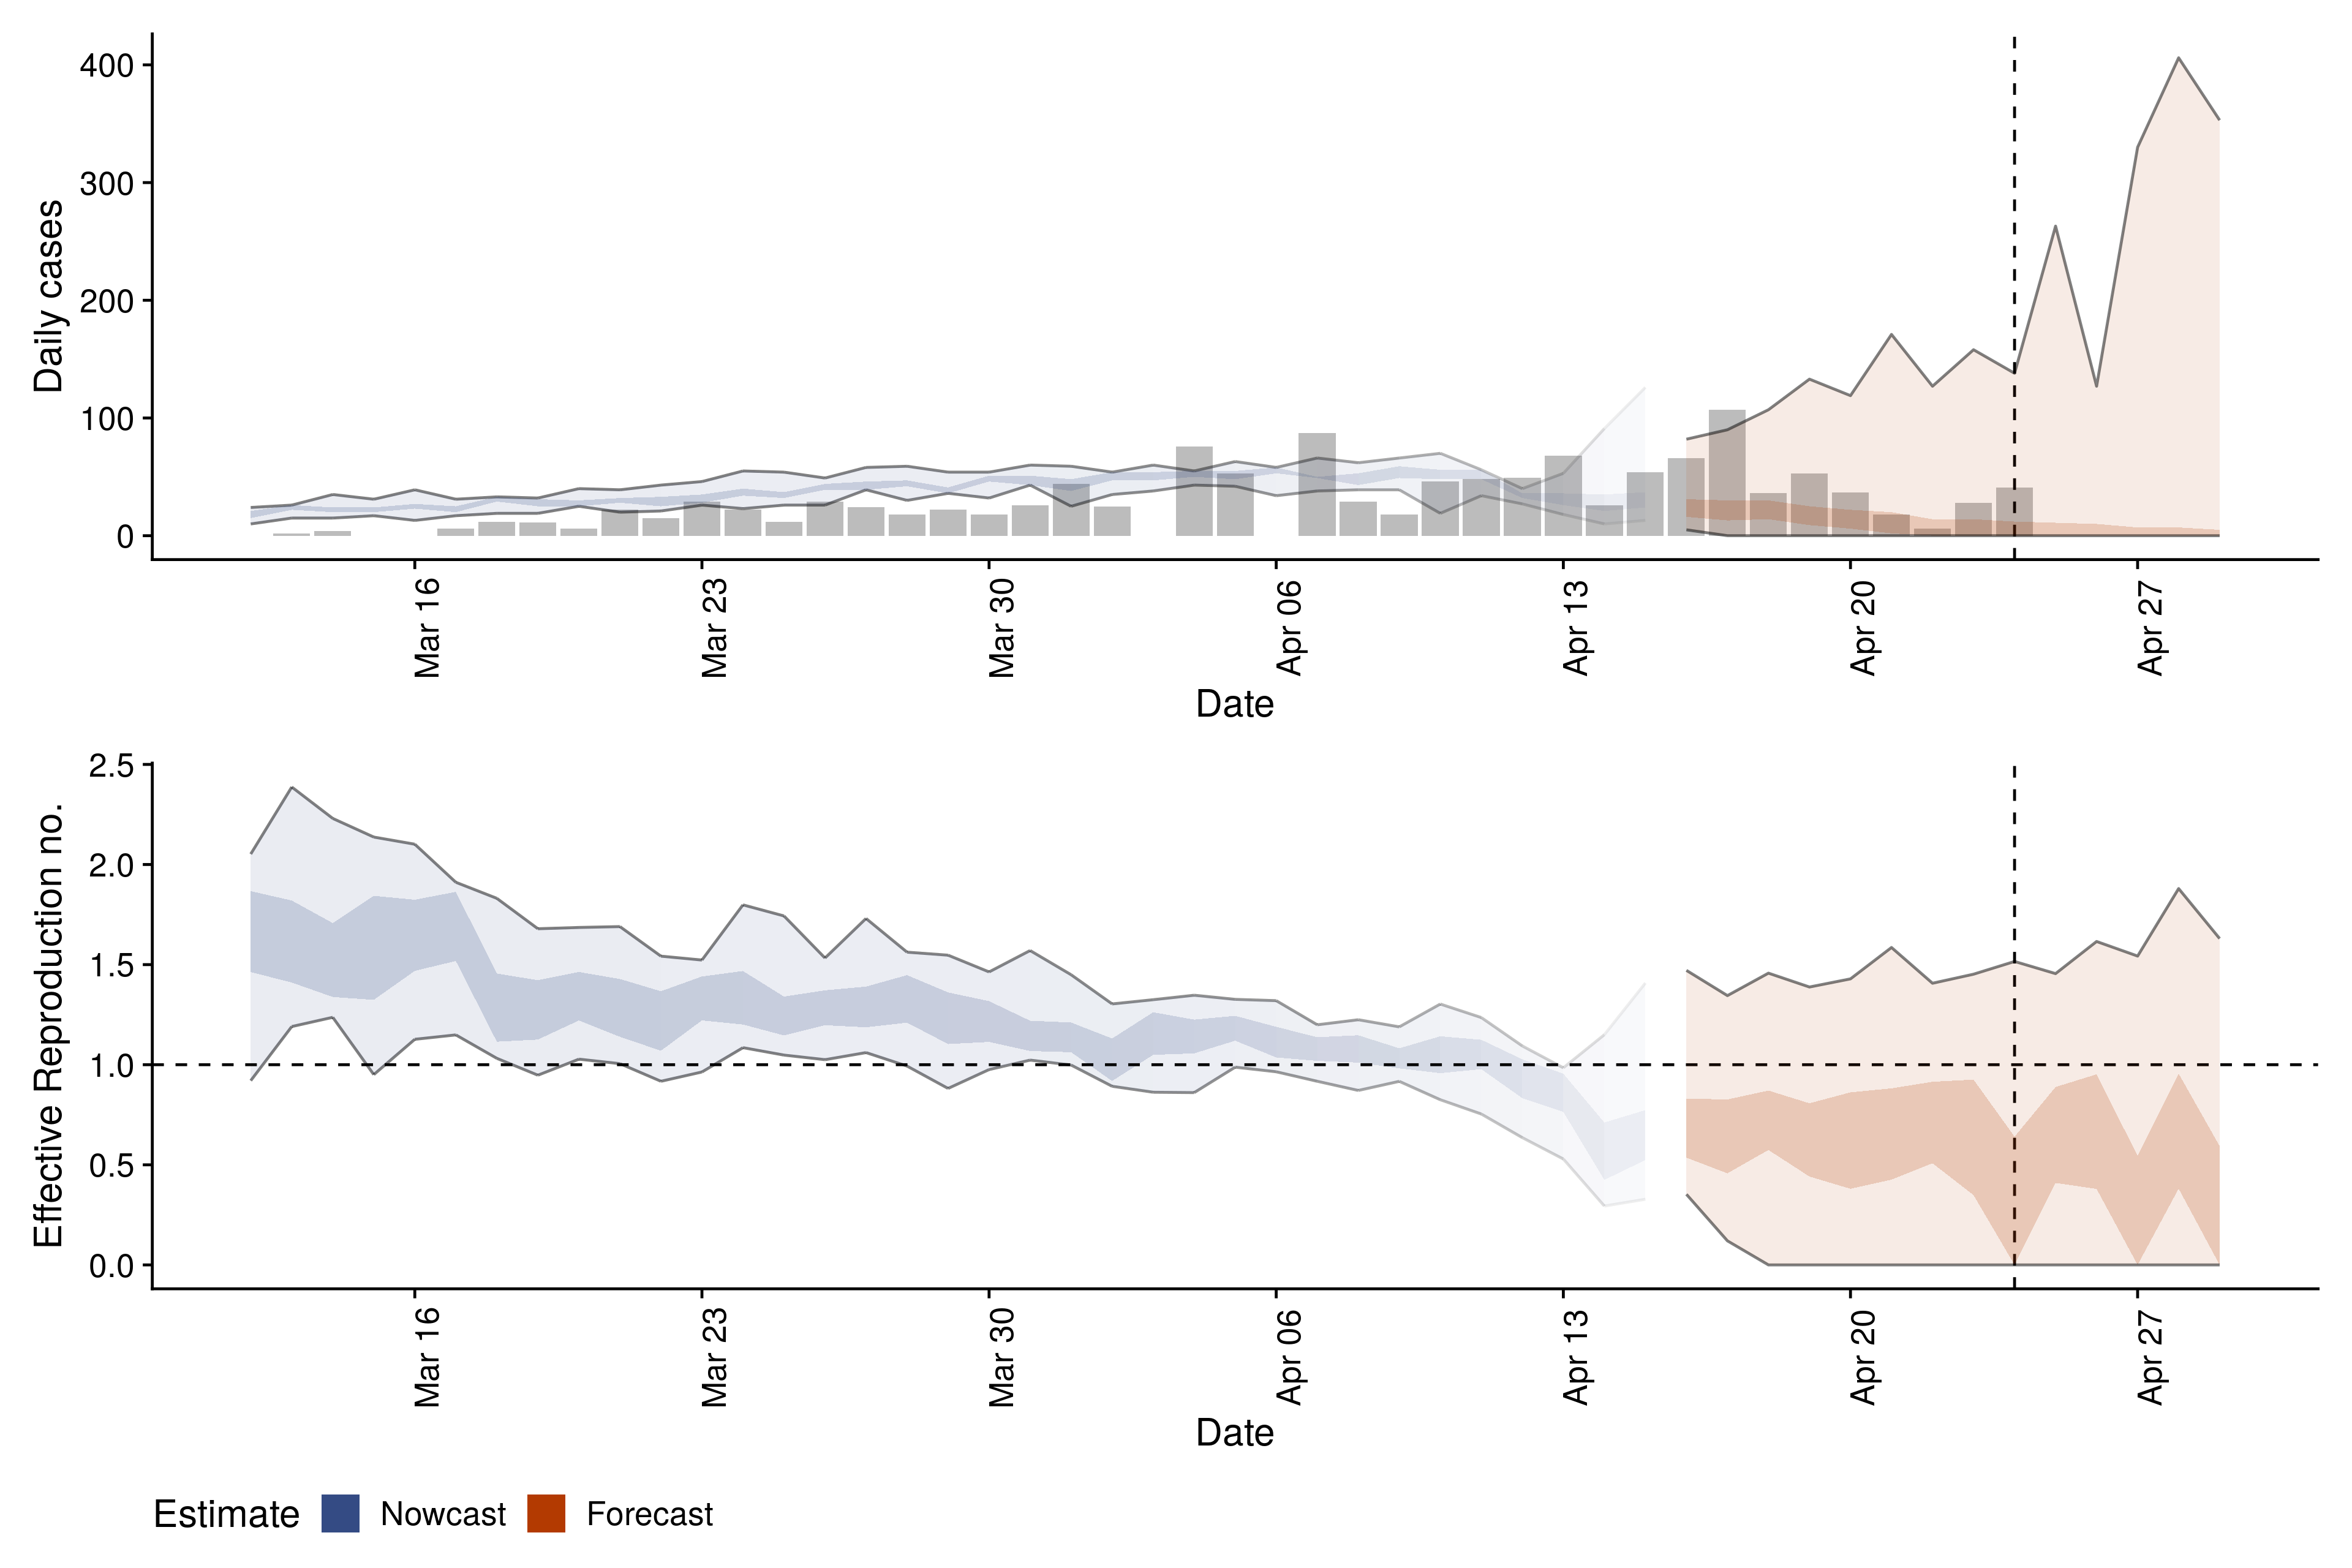 400
300
200
100
0
Daily cases
Mar 16
Mar 23
Mar 30
Apr 06
Apr 13
Apr 20
Apr 27
Date
2.5
2.0
1.5
1.0
0.5
0.0
Effective Reproduction no.
Mar 16
Mar 23
Mar 30
Apr 06
Apr 13
Apr 20
Apr 27
Date
Estimate Nowcast Forecast